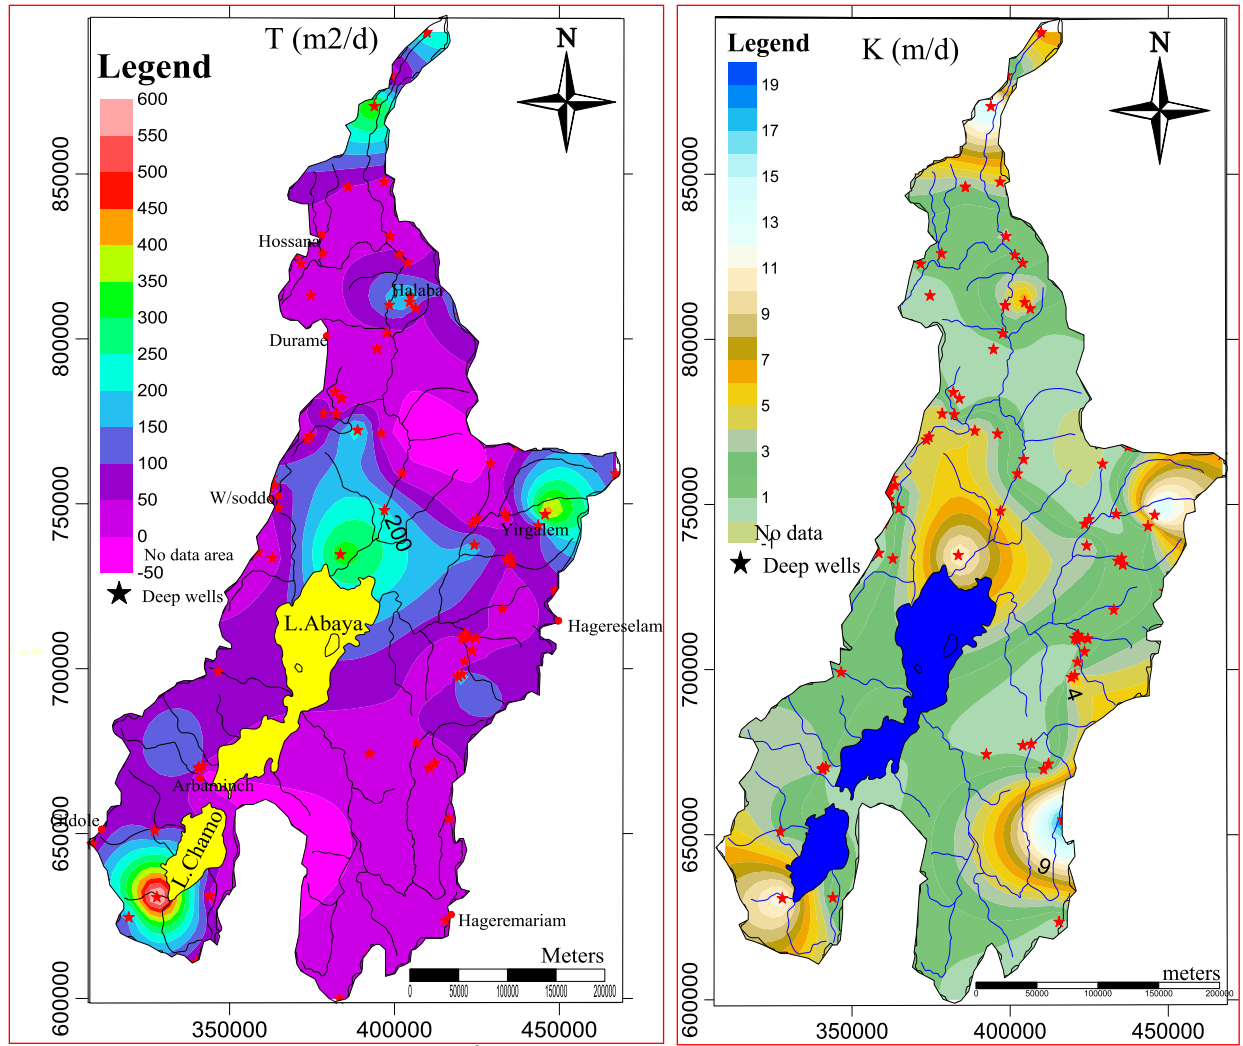 T (m2/d)
N
Legend
600
550
500
450
400
350
300
250
200
150
100
50
0
No data area
-50
Deep wells
Hossana
Halaba
Durame
W/soddo
Yirgalem
200
L.Abaya
Hagereselam
Arbaminch
Gidole
L.Chamo
Hageremariam
Meters
0 50000 100000 150000 200000
850000
800000
750000
700000
650000
600000
350000 400000 450000
K (m/d)
N
Legend
19
17
15
13
11
9
7
5
3
1
No data
-1
Deep wells
4
9
meters
0 50000 100000 150000 200000
850000
800000
750000
700000
650000
600000
350000 400000 450000